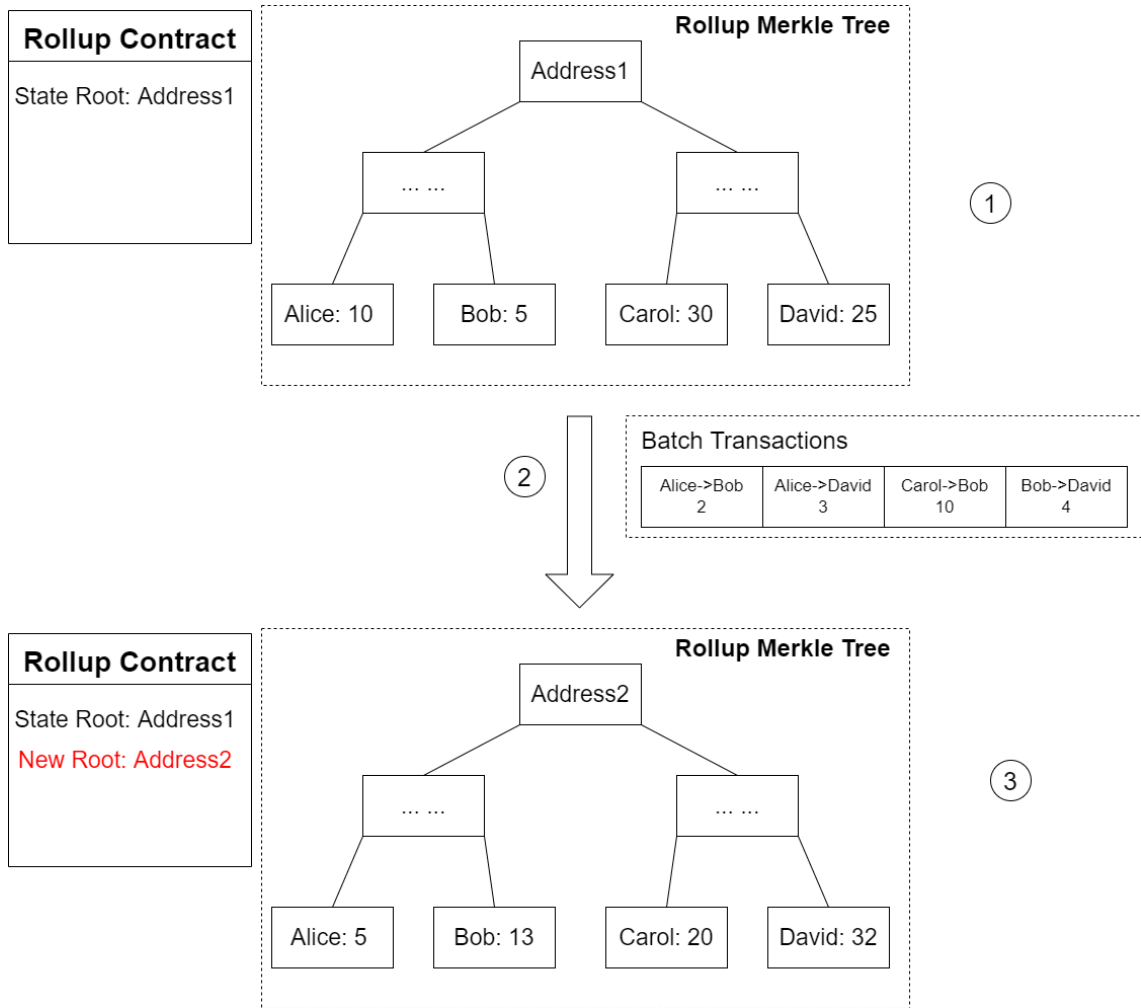 Rollup Contract
State Root: Address1
Rollup Merkle Tree
Address1
... ...
... ...
Alice: 10
Bob: 5
Carol: 30
David: 25
1
2
Batch Transactions
Alice->Bob
2
Alice->David
3
Carol->Bob
10
Bob->David
4
Rollup Contract
State Root: Address1
New Root: Address2
Rollup Merkle Tree
Address2
... ...
... ...
Alice: 5
Bob: 13
Carol: 20
David: 32
3